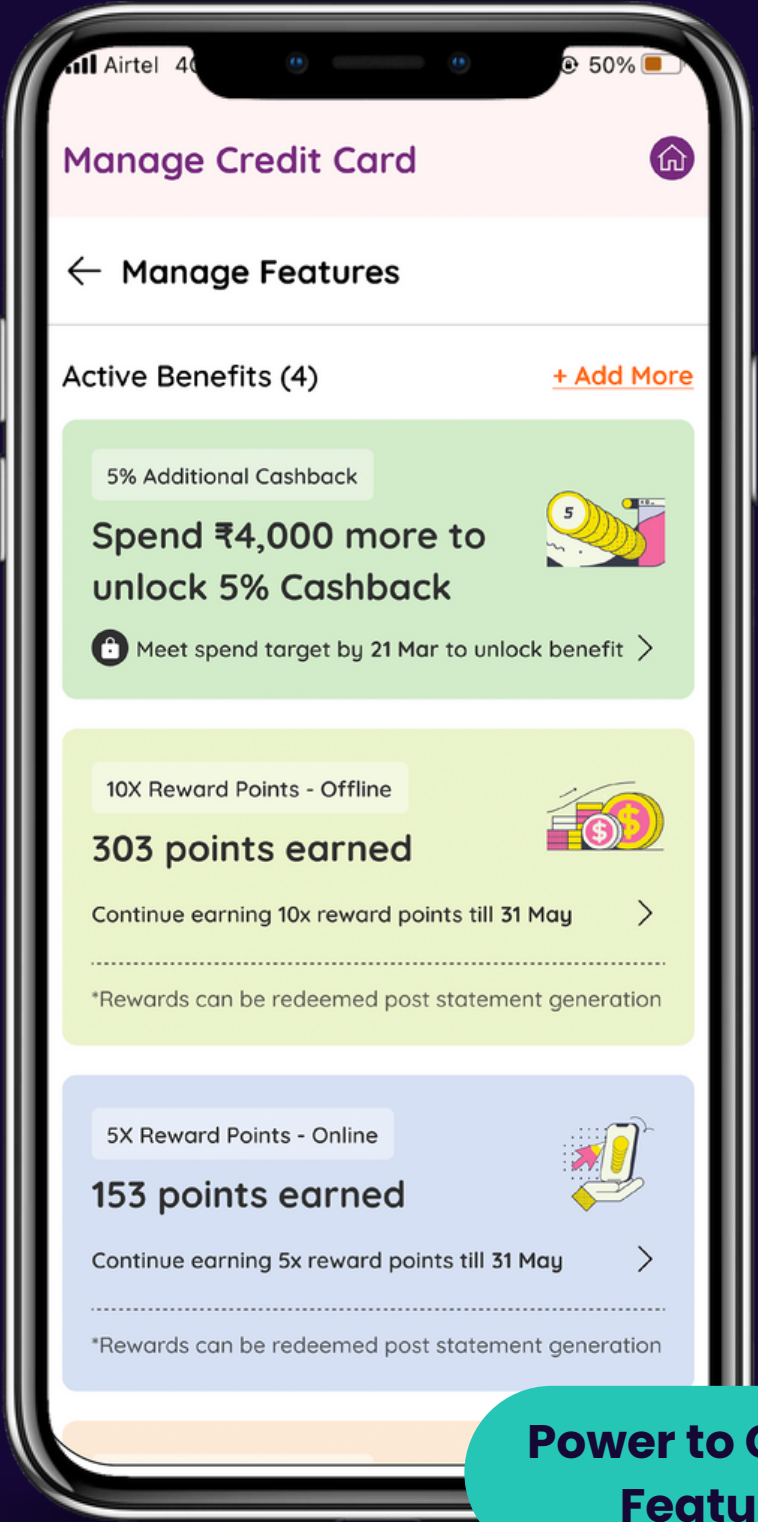 Airtel
50%
Manage Credit Card
Manage Features
Active Benefits (4)
+ Add More
5% Additional Cashback
5
Spend ₹4,000 more to
unlock 5% Cashback
Meet spend target by 21 Mar to unlock benefit
10X Reward Points - Offline
$ $
303 points earned
Continue earning 10x reward points till 31 May
*Rewards can be redeemed post statement generation
5X Reward Points - Online
153 points earned
Continue earning 5x reward points till 31 May
*Rewards can be redeemed post statement generation
Power to